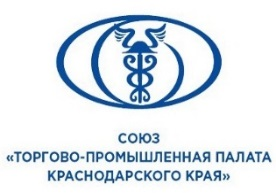 СОЮЗ
«ТОРГОВО-ПРОМЫШЛЕННАЯ ПАЛАТА
КРАСНОДАРСКОГО КРАЯ»